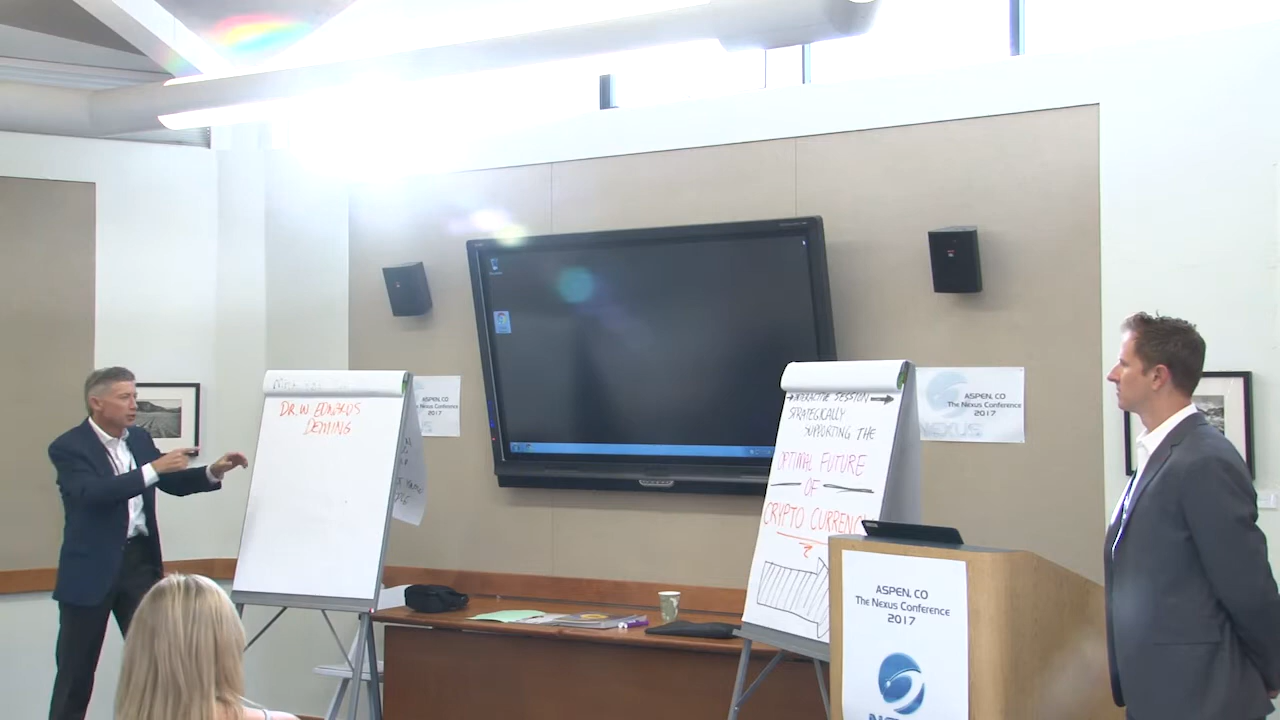 DR. W. EDWARDS
DEMING
ASPEN, CO
The Nexus Conference
2017
INTERACTIVE SESSION
STRATEGICALLY
SUPPORTING THE
OPTIMAL FUTURE
OF
CRYPTO CURRENCY
ASPEN, CO
The Nexus Conference
2017
NEXUS
ASPEN, CO
The Nexus Conference
2017